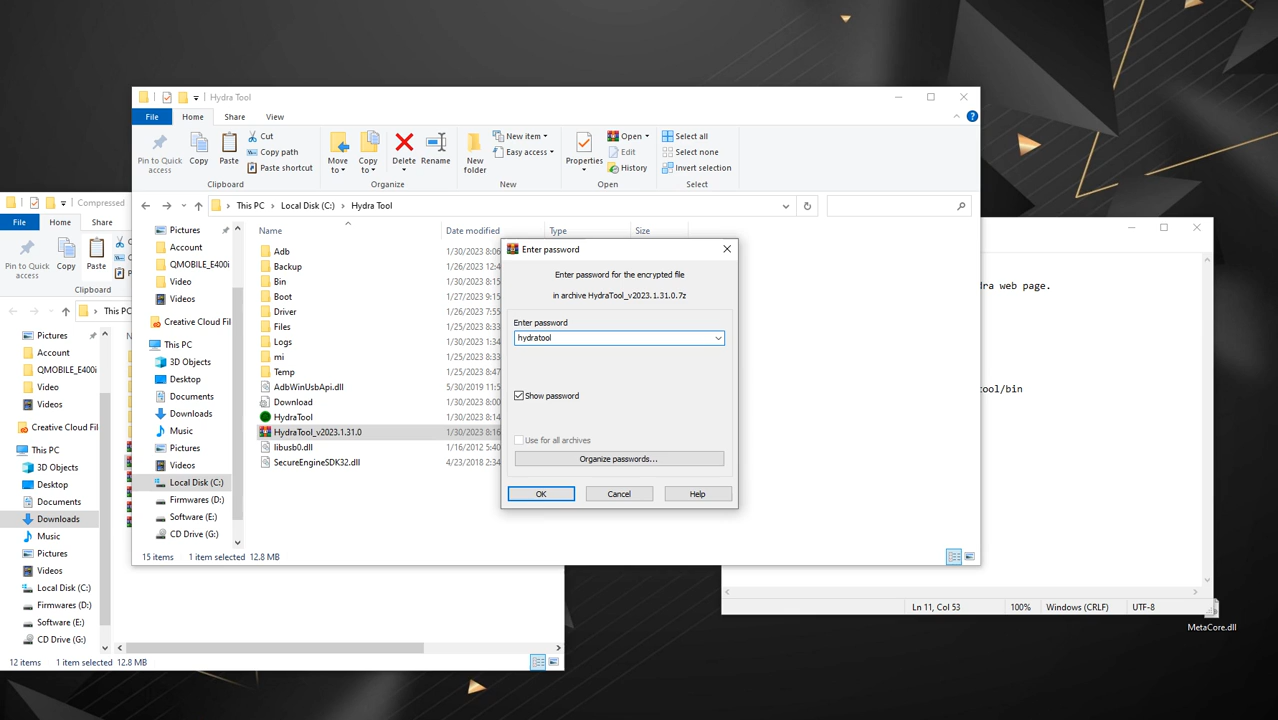 Hydra Tool
File Home Share View
Pin to Quick access
Copy
Paste
Cut
Copy path
Paste shortcut
Clipboard
Move to
Copy to
Delete
Rename
Organize
New folder
New item
Easy access
New
Properties
Open
Edit
History
Open
Select all
Select none
Invert selection
Select
This PC > Local Disk (C:) > Hydra Tool
Pictures
Account
QMOBILE_E400i
Video
Videos
Creative Cloud Fil
This PC
3D Objects
Desktop
Documents
Downloads
Music
Pictures
Videos
Local Disk (C:)
Firmwares (D:)
Software (E:)
CD Drive (G:)
Name Date modified Type Size
Adb 1/30/2023 8:06
Backup 1/26/2023 12:4
Bin 1/30/2023 8:15
Boot 1/27/2023 9:15
Driver 1/26/2023 7:55
Files 1/25/2023 8:33
Logs 1/30/2023 1:34
mi 1/25/2023 8:33
Temp 1/25/2023 8:47
AdbWinUsbApi.dll 5/30/2019 11:5
Download 1/30/2023 8:00
HydraTool 1/30/2023 8:14
HydraTool_v2023.1.31.0 1/30/2023 8:16
libusb0.dll 1/16/2012 5:40
SecureEngineSDK32.dll 4/23/2018 2:34
15 items 1 item selected 12.8 MB
Enter password
Enter password for the encrypted file
in archive HydraTool_v2023.1.31.0.7z
Enter password
hydratool
Show password
Use for all archives
Organize passwords...
OK Cancel Help
Compressed
File Home Share
Pin to Quick access
Copy
Paste
Clipboard
This PC
Pictures
Account
QMOBILE_E400i
Video
Videos
Creative Cloud Fil
This PC
3D Objects
Desktop
Documents
Downloads
Music
Pictures
Videos
Local Disk (C:)
Firmwares (D:)
Software (E:)
CD Drive (G:)
12 items 1 item selected 12.8 MB
dra web page.
tool/bin
Ln 11, Col 53 100% Windows (CRLF) UTF-8
MetaCore.dll